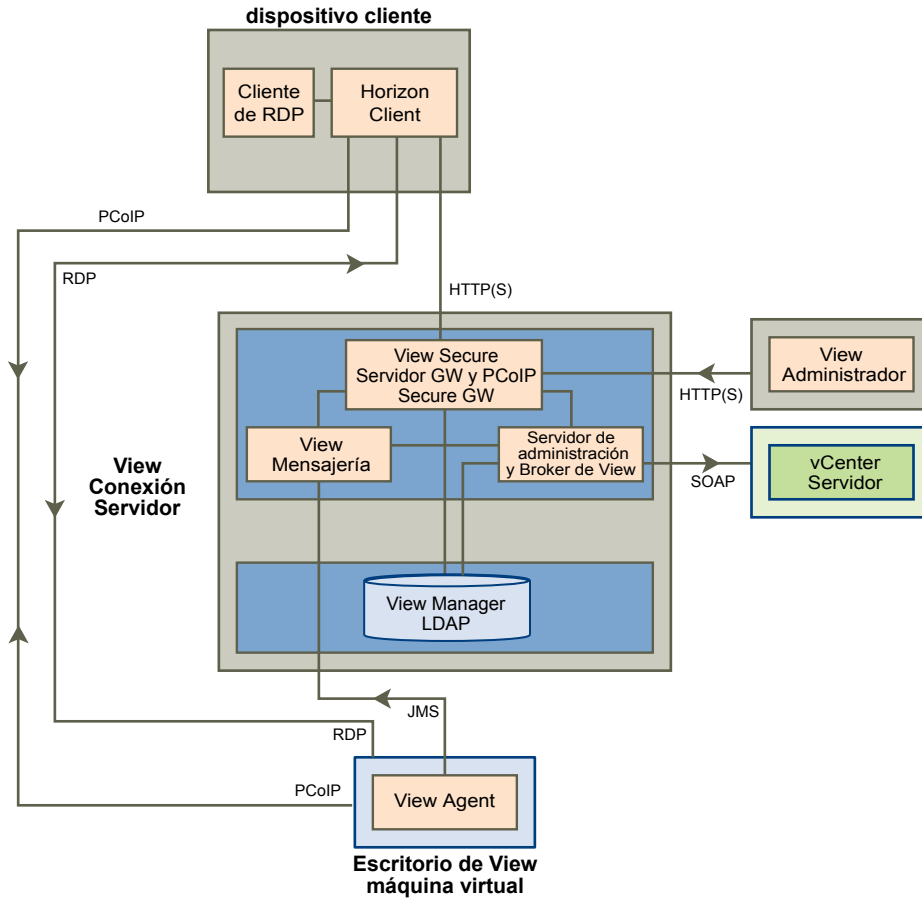 dispositivo cliente
Cliente
de RDP
Horizon
Client
PCoIP
RDP
HTTP(S)
View Secure
Servidor GW y PCoIP
Secure GW
View
Administrador
HTTP(S)
View
Mensajería
Servidor de
administración
y Broker de View
vCenter
Servidor
SOAP
View
Conexión
Servidor
View Manager
LDAP
JMS
RDP
PCoIP
View Agent
Escritorio de View
máquina virtual